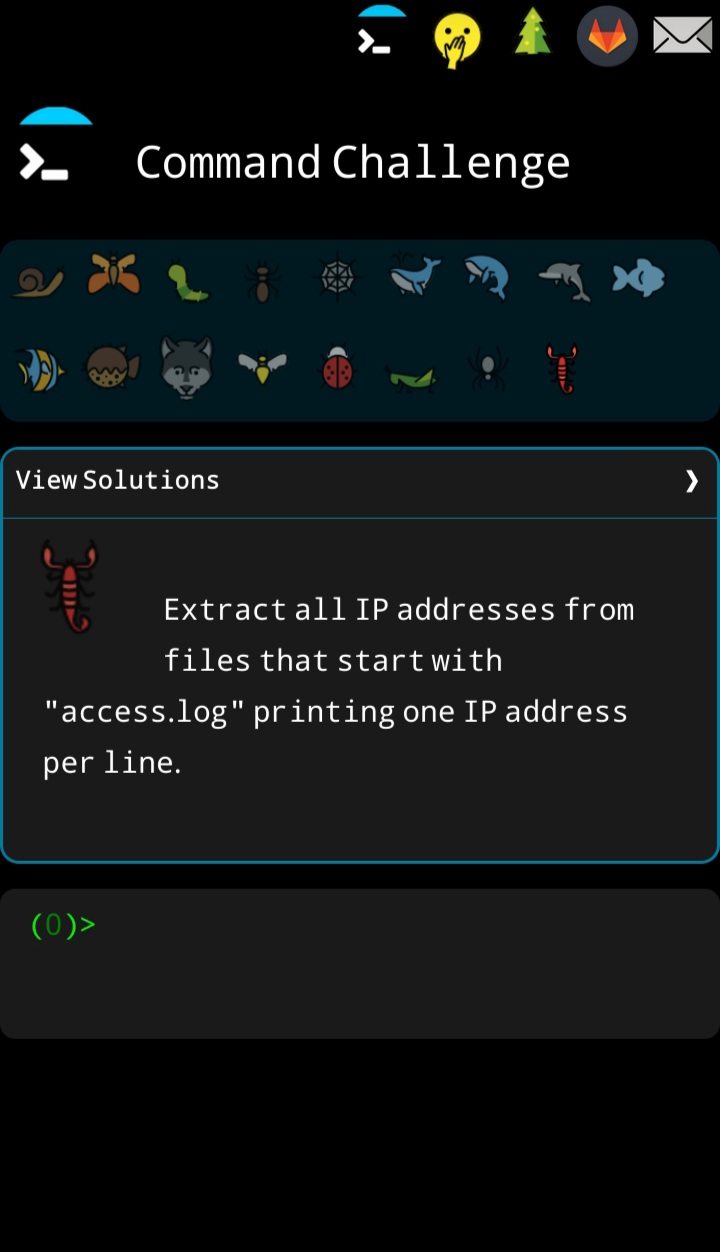 Command Challenge
View Solutions ❯
Extract all IP addresses from
files that start with
"access.log" printing one IP address
per line.
(0)>